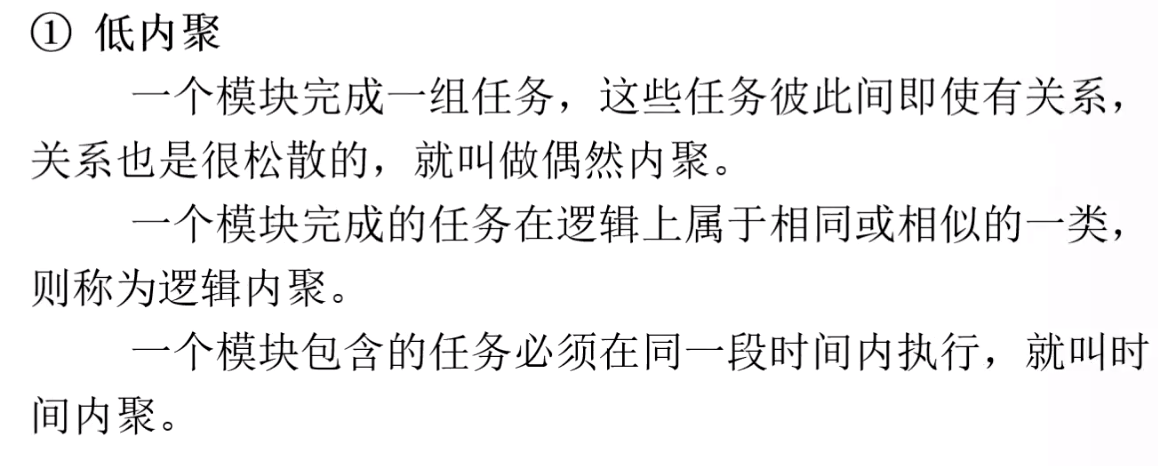 ① 低内聚
一个模块完成一组任务，这些任务彼此间即使有关系，
关系也是很松散的，就叫做偶然内聚。
一个模块完成的任务在逻辑上属于相同或相似的一类，
则称为逻辑内聚。
一个模块包含的任务必须在同一段时间内执行，就叫时
间内聚。